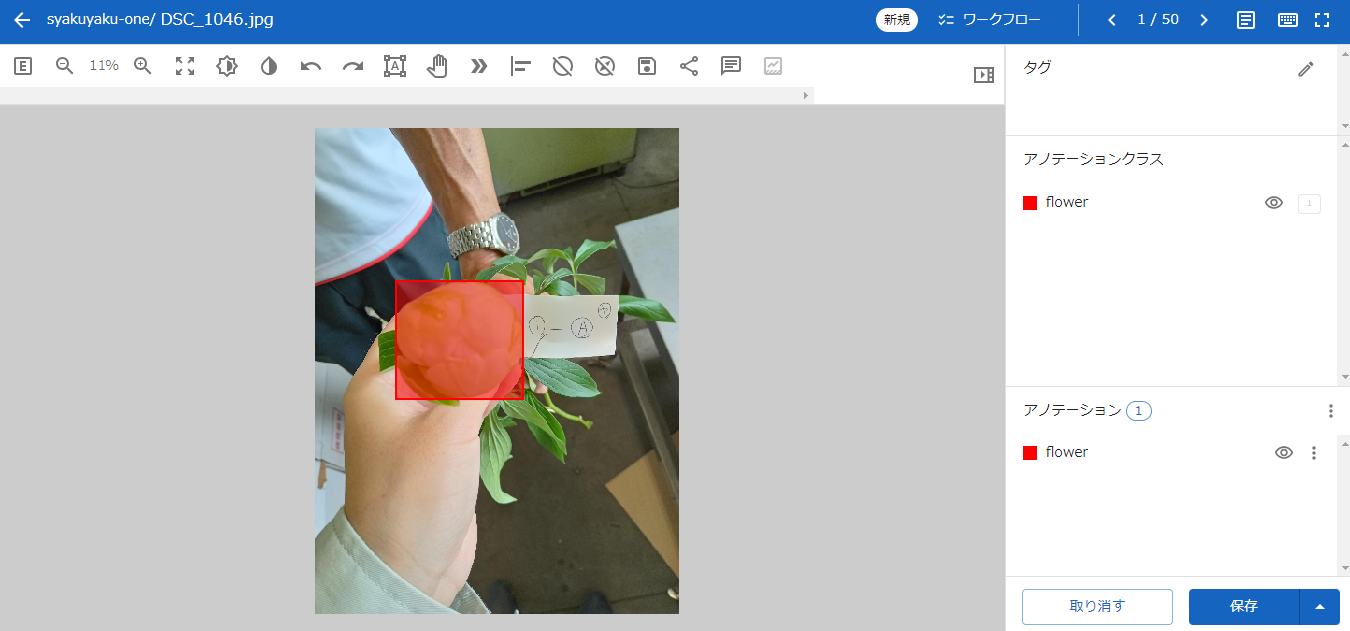 syakuyaku-one/ DSC_1046.jpg
新規
ワークフロー
1 / 50
E
11%
A
タグ
アノテーションクラス
flower
1
① — Ⓐ
アノテーション 1
flower
取り消す
保存